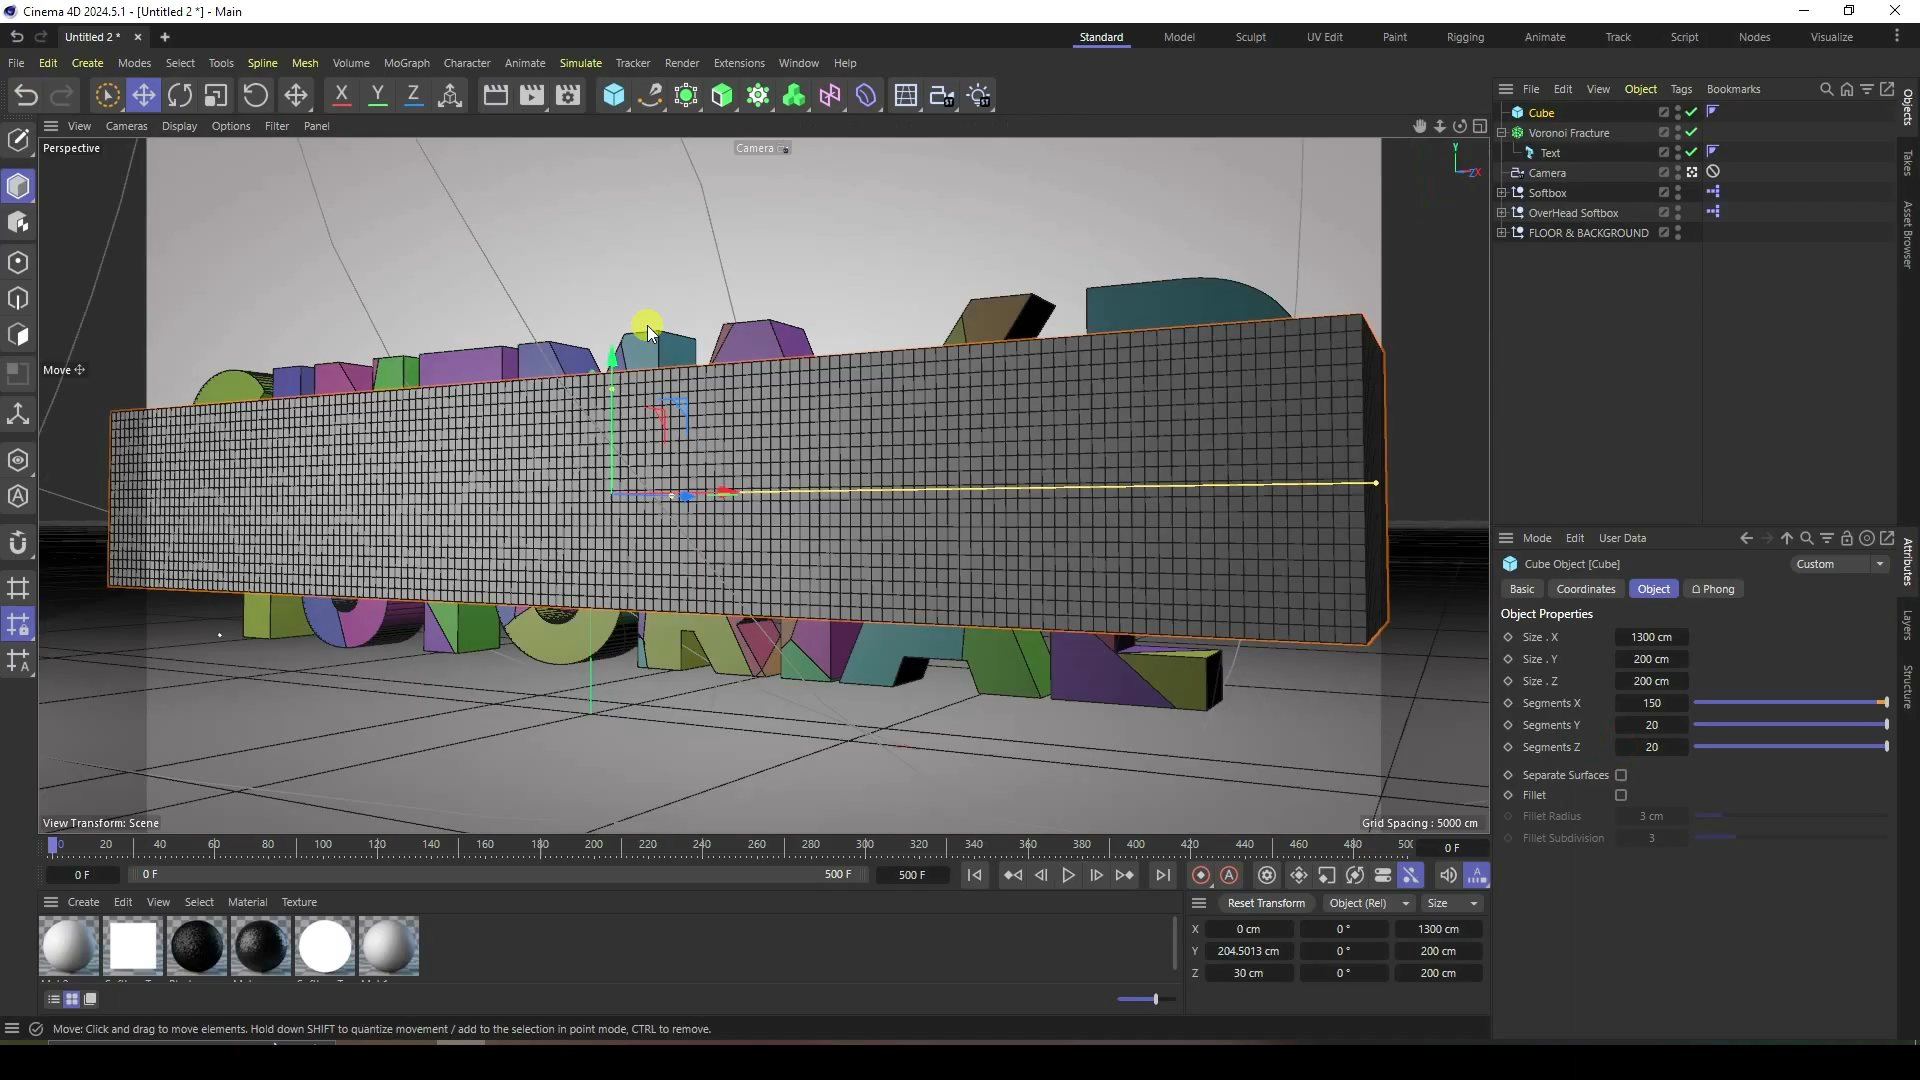 Cinema 4D 2024.5.1 - [Untitled 2 *] - Main
Untitled 2 *
Standard Model Sculpt UV Edit Paint Rigging Animate Track Script Nodes Visualize
File Edit Create Modes Select Tools Spline Mesh Volume MoGraph Character Animate Simulate Tracker Render Extensions Window Help
X Y Z
File Edit View Object Tags Bookmarks
View Cameras Display Options Filter Panel
Perspective
Camera
Y
ZX
Move
View Transform: Scene
Grid Spacing : 5000 cm
Cube
Voronoi Fracture
Text
Camera
Softbox
OverHead Softbox
FLOOR & BACKGROUND
Objects
Takes
Asset Browser
Mode Edit User Data
Cube Object [Cube]
Custom
Basic Coordinates Object Phong
Object Properties
Size . X 1300 cm
Size . Y 200 cm
Size . Z 200 cm
Segments X 150
Segments Y 20
Segments Z 20
Separate Surfaces
Fillet
Fillet Radius 3 cm
Fillet Subdivision 3
Attributes
Layers
Structure
0 20 40 60 80 100 120 140 160 180 200 220 240 260 280 300 320 340 360 380 400 420 440 460 480 500
0 F
0 F 0 F 500 F 500 F
Create Edit View Select Material Texture
Reset Transform Object (Rel) Size
X 0 cm 0 ° 1300 cm
Y 204.5013 cm 0 ° 200 cm
Z 30 cm 0 ° 200 cm
Move: Click and drag to move elements. Hold down SHIFT to quantize movement / add to the selection in point mode, CTRL to remove.